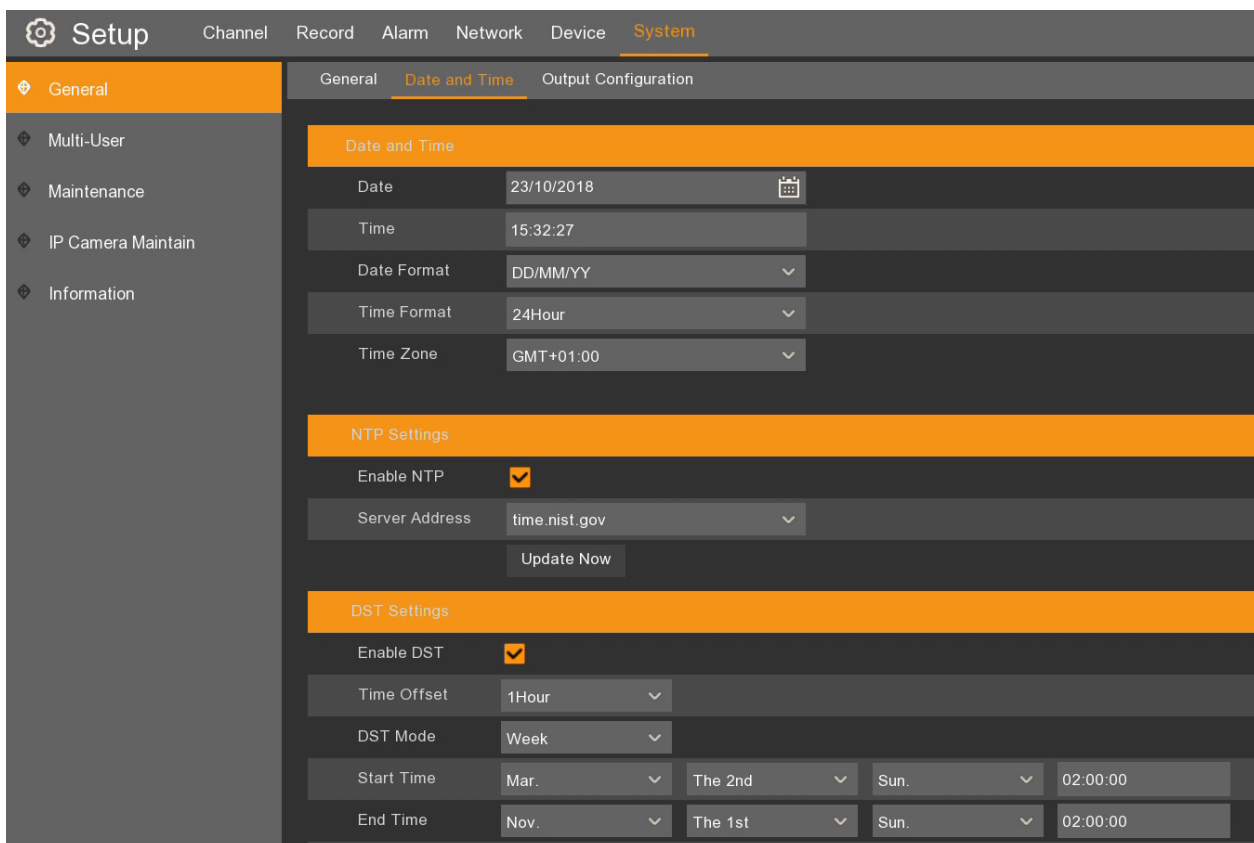 Setup Channel Record Alarm Network Device System
General Date and Time Output Configuration
General
Multi-User
Maintenance
IP Camera Maintain
Information
Date and Time
Date 23/10/2018
Time 15:32:27
Date Format DD/MM/YY
Time Format 24Hour
Time Zone GMT+01:00
NTP Settings
Enable NTP
Server Address time.nist.gov
Update Now
DST Settings
Enable DST
Time Offset 1Hour
DST Mode Week
Start Time Mar. The 2nd Sun. 02:00:00
End Time Nov. The 1st Sun. 02:00:00